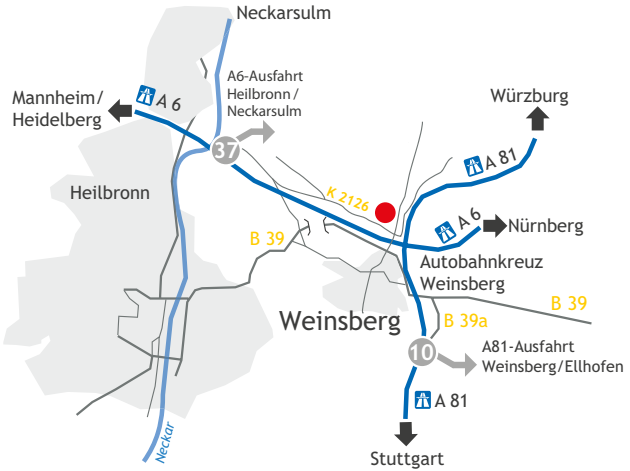 Neckarsulm
A6-Ausfahrt
Heilbronn /
Neckarsulm
Mannheim/
Heidelberg
A 6
Würzburg
37
A 81
Heilbronn
K 2126
A 6
Nürnberg
B 39
Autobahnkreuz
Weinsberg
B 39
Weinsberg
B 39a
10
A81-Ausfahrt
Weinsberg/Ellhofen
A 81
Neckar
Stuttgart